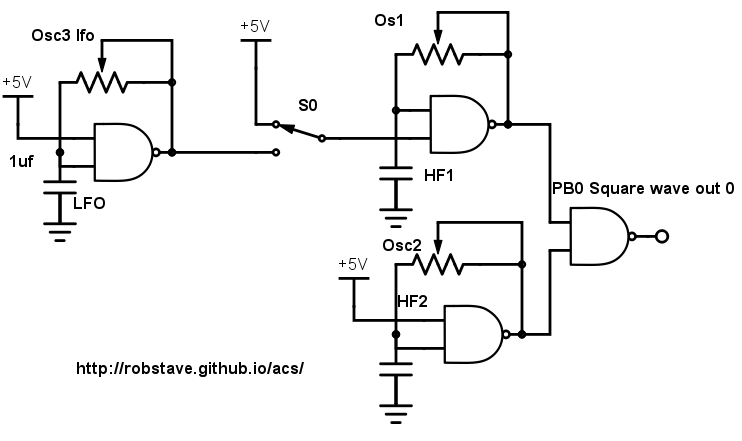 Osc3 lfo
+5V
Os1
+5V
S0
1uf
LFO
HF1
PB0 Square wave out 0
Osc2
+5V
HF2
http://robstave.github.io/acs/